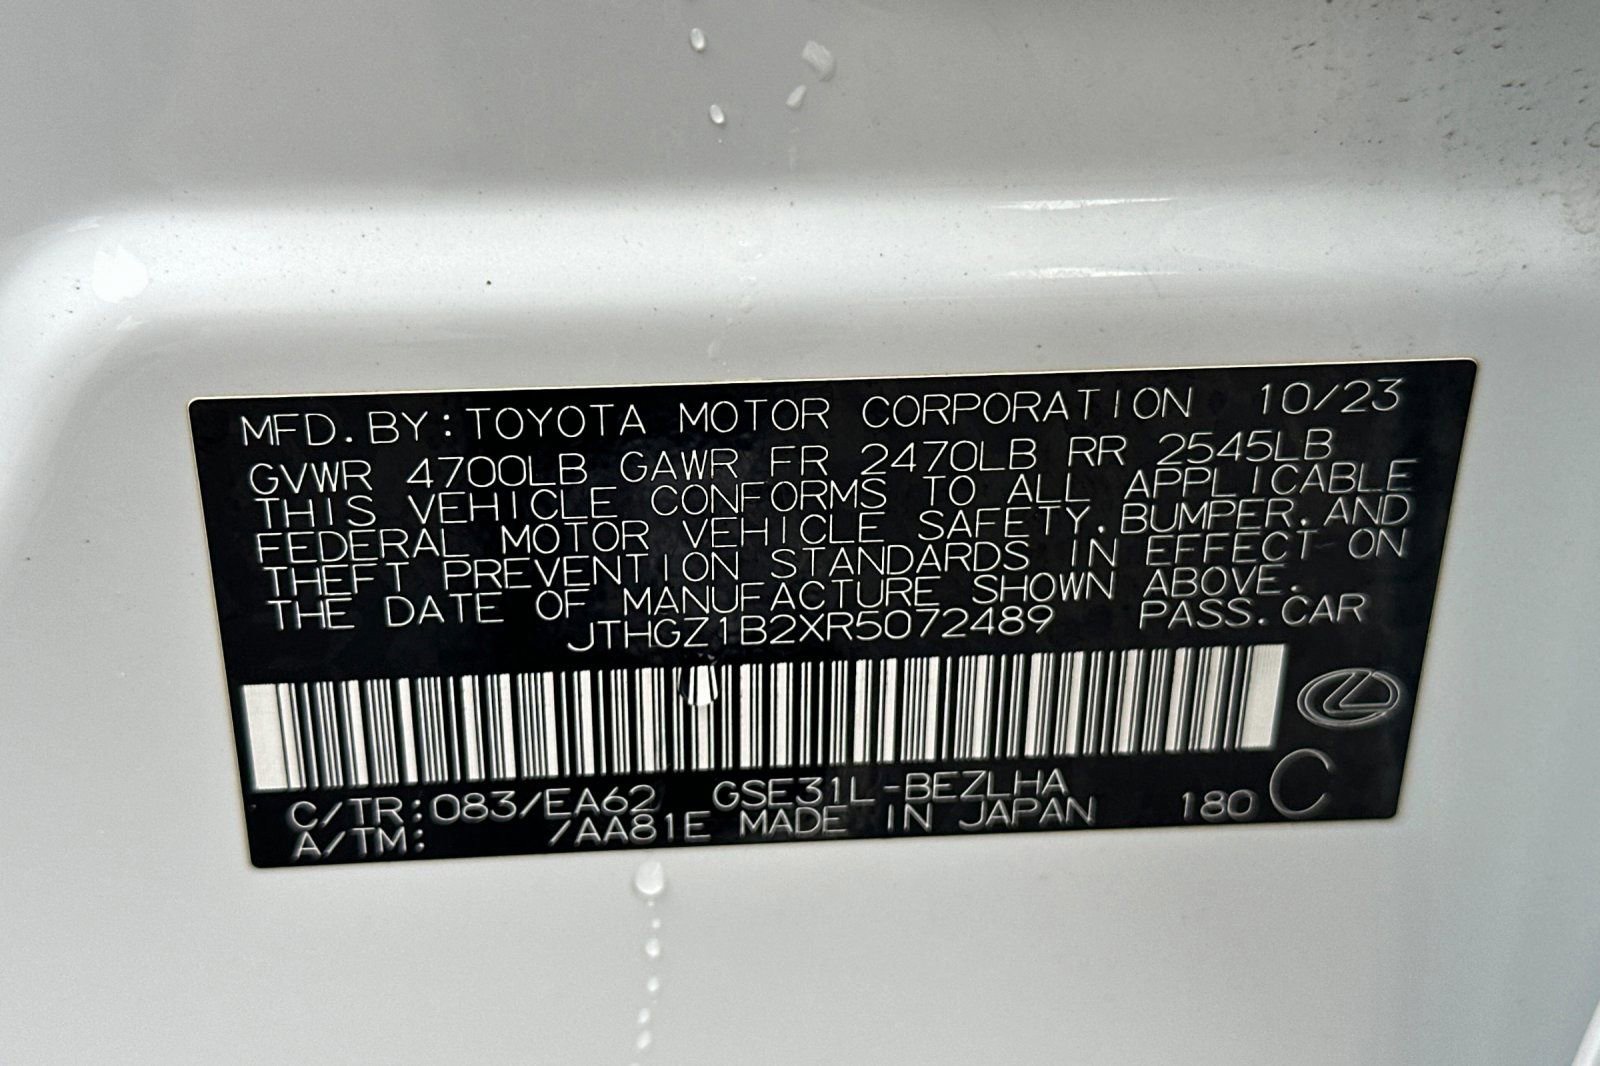 MFD. BY: TOYOTA MOTOR CORPORATION 10/23
GVWR 4700LB GAWR FR 2470LB RR 2545LB
THIS VEHICLE CONFORMS TO ALL APPLICABLE
FEDERAL MOTOR VEHICLE SAFETY, BUMPER, AND
THEFT PREVENTION STANDARDS IN EFFECT ON
THE DATE OF MANUFACTURE SHOWN ABOVE.
JTHGZ1B2XR5072489 PASS. CAR
C/TR: 083/EA62 GSE31L-BEZLHA
A/TM: /AA81E MADE IN JAPAN 180 C